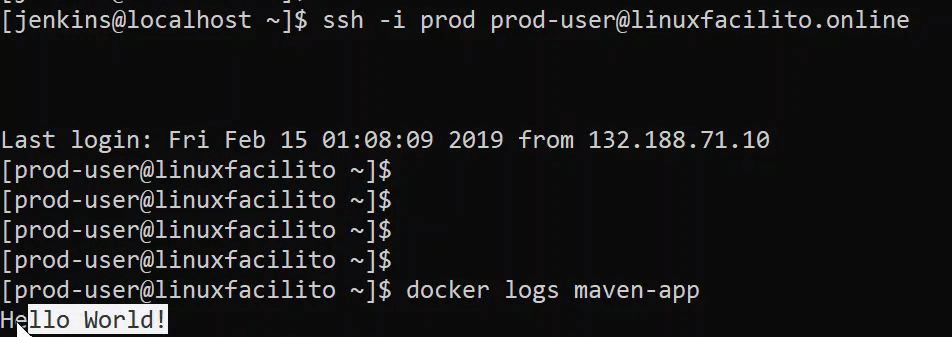 [jenkins@localhost ~]$ ssh -i prod prod-user@linuxfacilito.online
Last login: Fri Feb 15 01:08:09 2019 from 132.188.71.10
[prod-user@linuxfacilito ~]$
[prod-user@linuxfacilito ~]$
[prod-user@linuxfacilito ~]$
[prod-user@linuxfacilito ~]$
[prod-user@linuxfacilito ~]$ docker logs maven-app
Hello World!